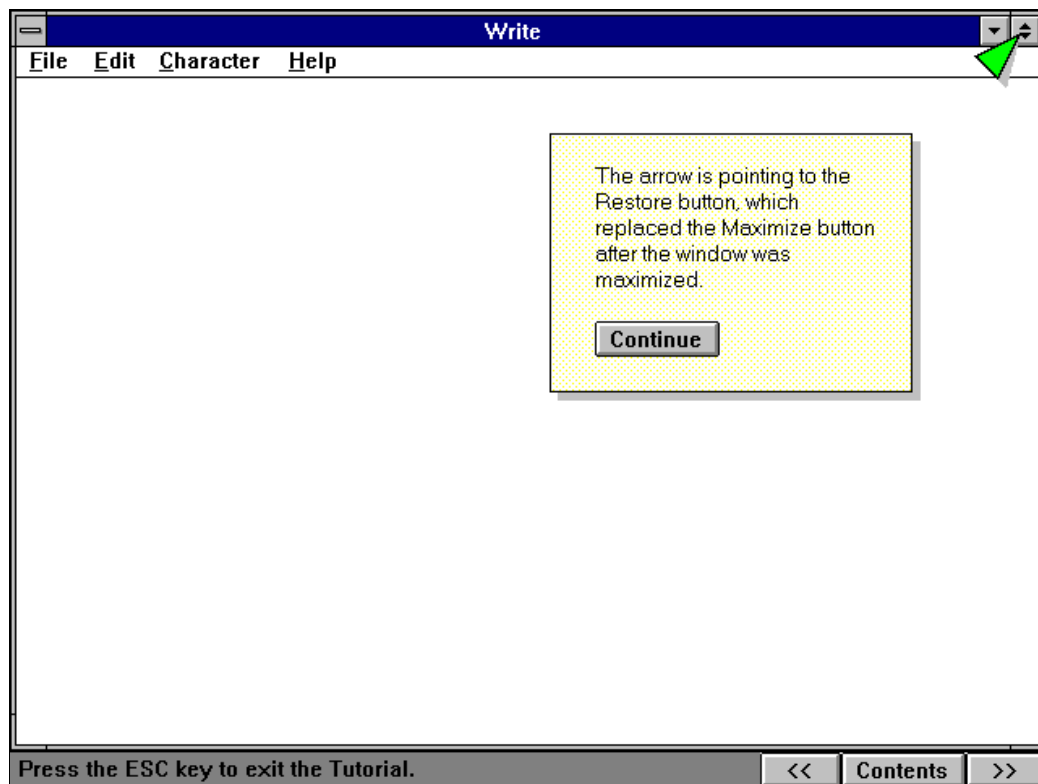 Write
File Edit Character Help
The arrow is pointing to the
Restore button, which
replaced the Maximize button
after the window was
maximized.
Continue
Press the ESC key to exit the Tutorial.
<< Contents >>